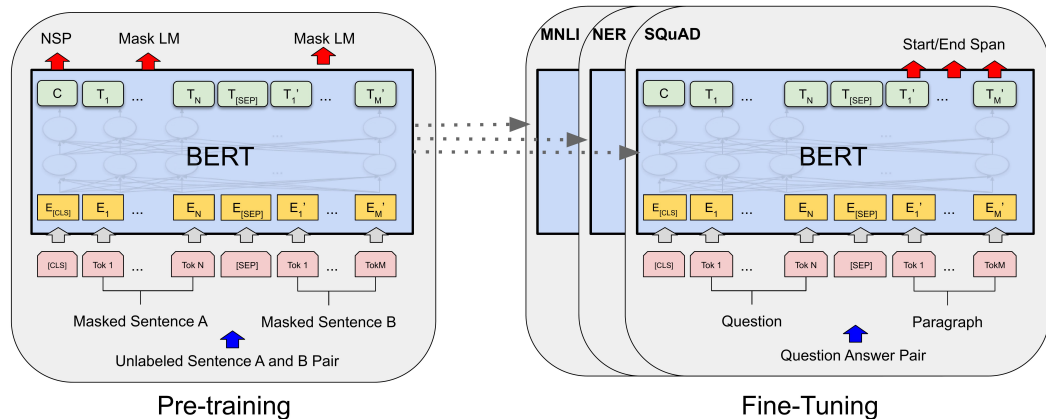 NSP Mask LM Mask LM
C T1 ... TN T[SEP] T1' ... TM'
...
...
BERT
E[CLS] E1 ... EN E[SEP] E1' ... EM'
[CLS] Tok 1 ... Tok N [SEP] Tok 1 ... TokM
Masked Sentence A Masked Sentence B
Unlabeled Sentence A and B Pair
Pre-training
MNLI NER SQuAD
Start/End Span
C T1 ... TN T[SEP] T1' ... TM'
...
...
BERT
E[CLS] E1 ... EN E[SEP] E1' ... EM'
[CLS] Tok 1 ... Tok N [SEP] Tok 1 ... TokM
Question Paragraph
Question Answer Pair
Fine-Tuning